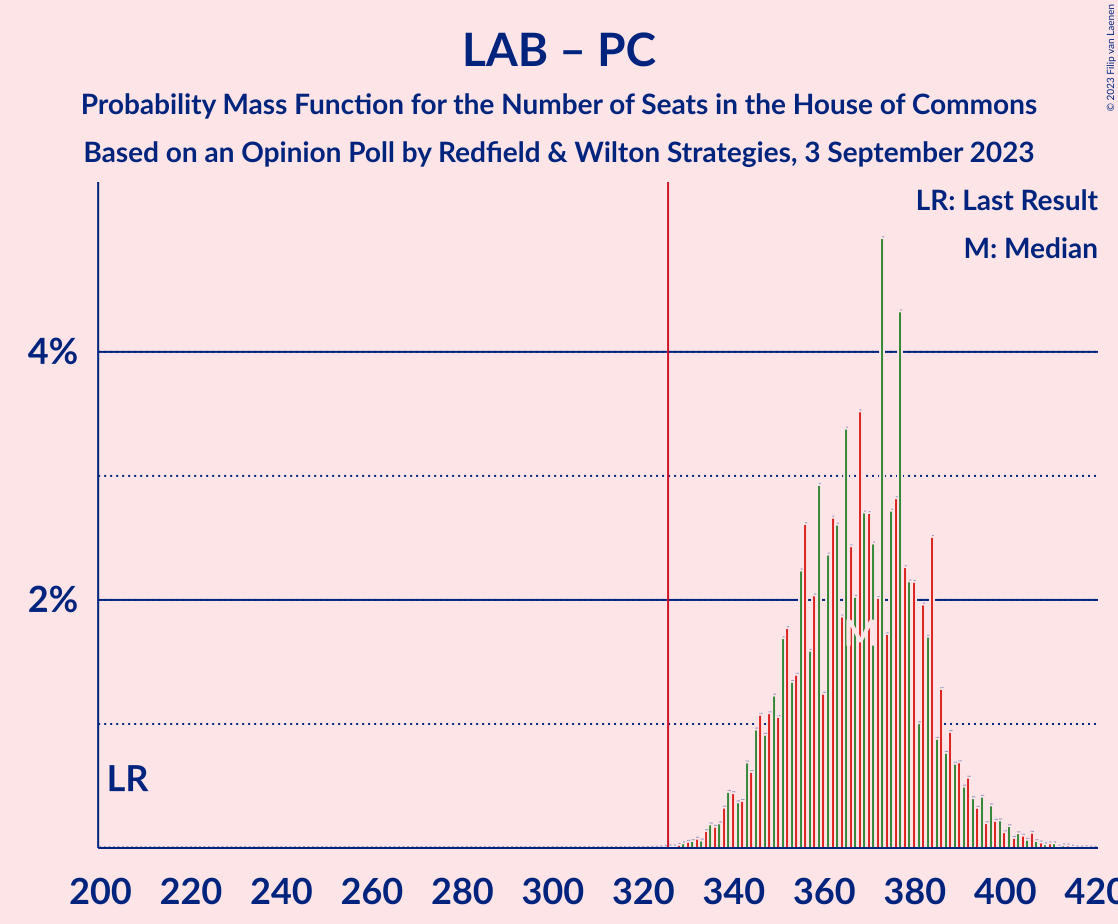 LAB – PC
Probability Mass Function for the Number of Seats in the House of Commons
Based on an Opinion Poll by Redfield & Wilton Strategies, 3 September 2023
© 2023 Filip van Laenen
LR: Last Result
M: Median
4%
2%
LR
M
200 220 240 260 280 300 320 340 360 380 400 420